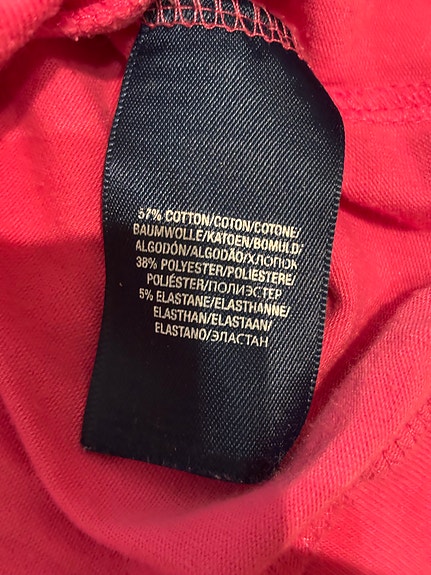 57% COTTON/COTON/COTONE/
BAUMWOLLE/KATOEN/BOMULD/
ALGODÓN/ALGODÃO/ХЛОПОК
38% POLYESTER/POLIESTERE/
POLIÉSTER/ПОЛИЭСТЕР
5% ELASTANE/ELASTHANNE/
ELASTHAN/ELASTAAN/
ELASTANO/ЭЛАСТАН